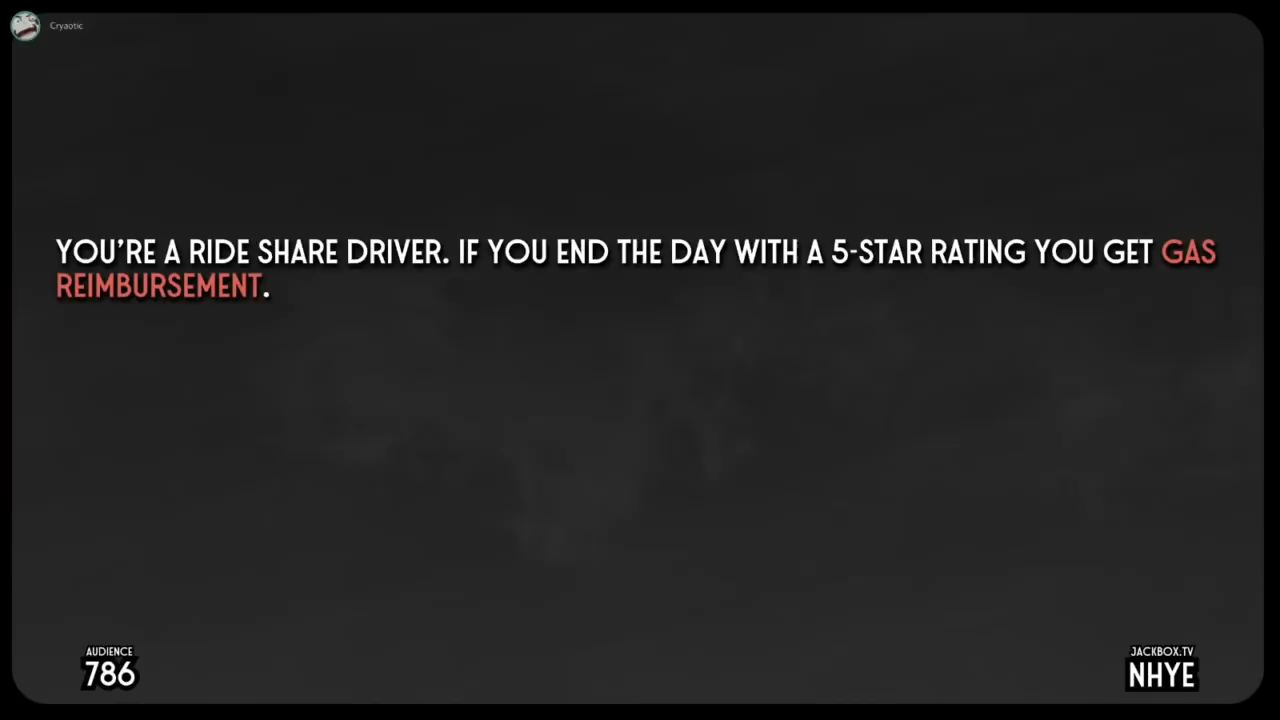 Cryaotic
YOU'RE A RIDE SHARE DRIVER. IF YOU END THE DAY WITH A 5-STAR RATING YOU GET GAS
REIMBURSEMENT.
AUDIENCE
786
JACKBOX.TV
NHYE